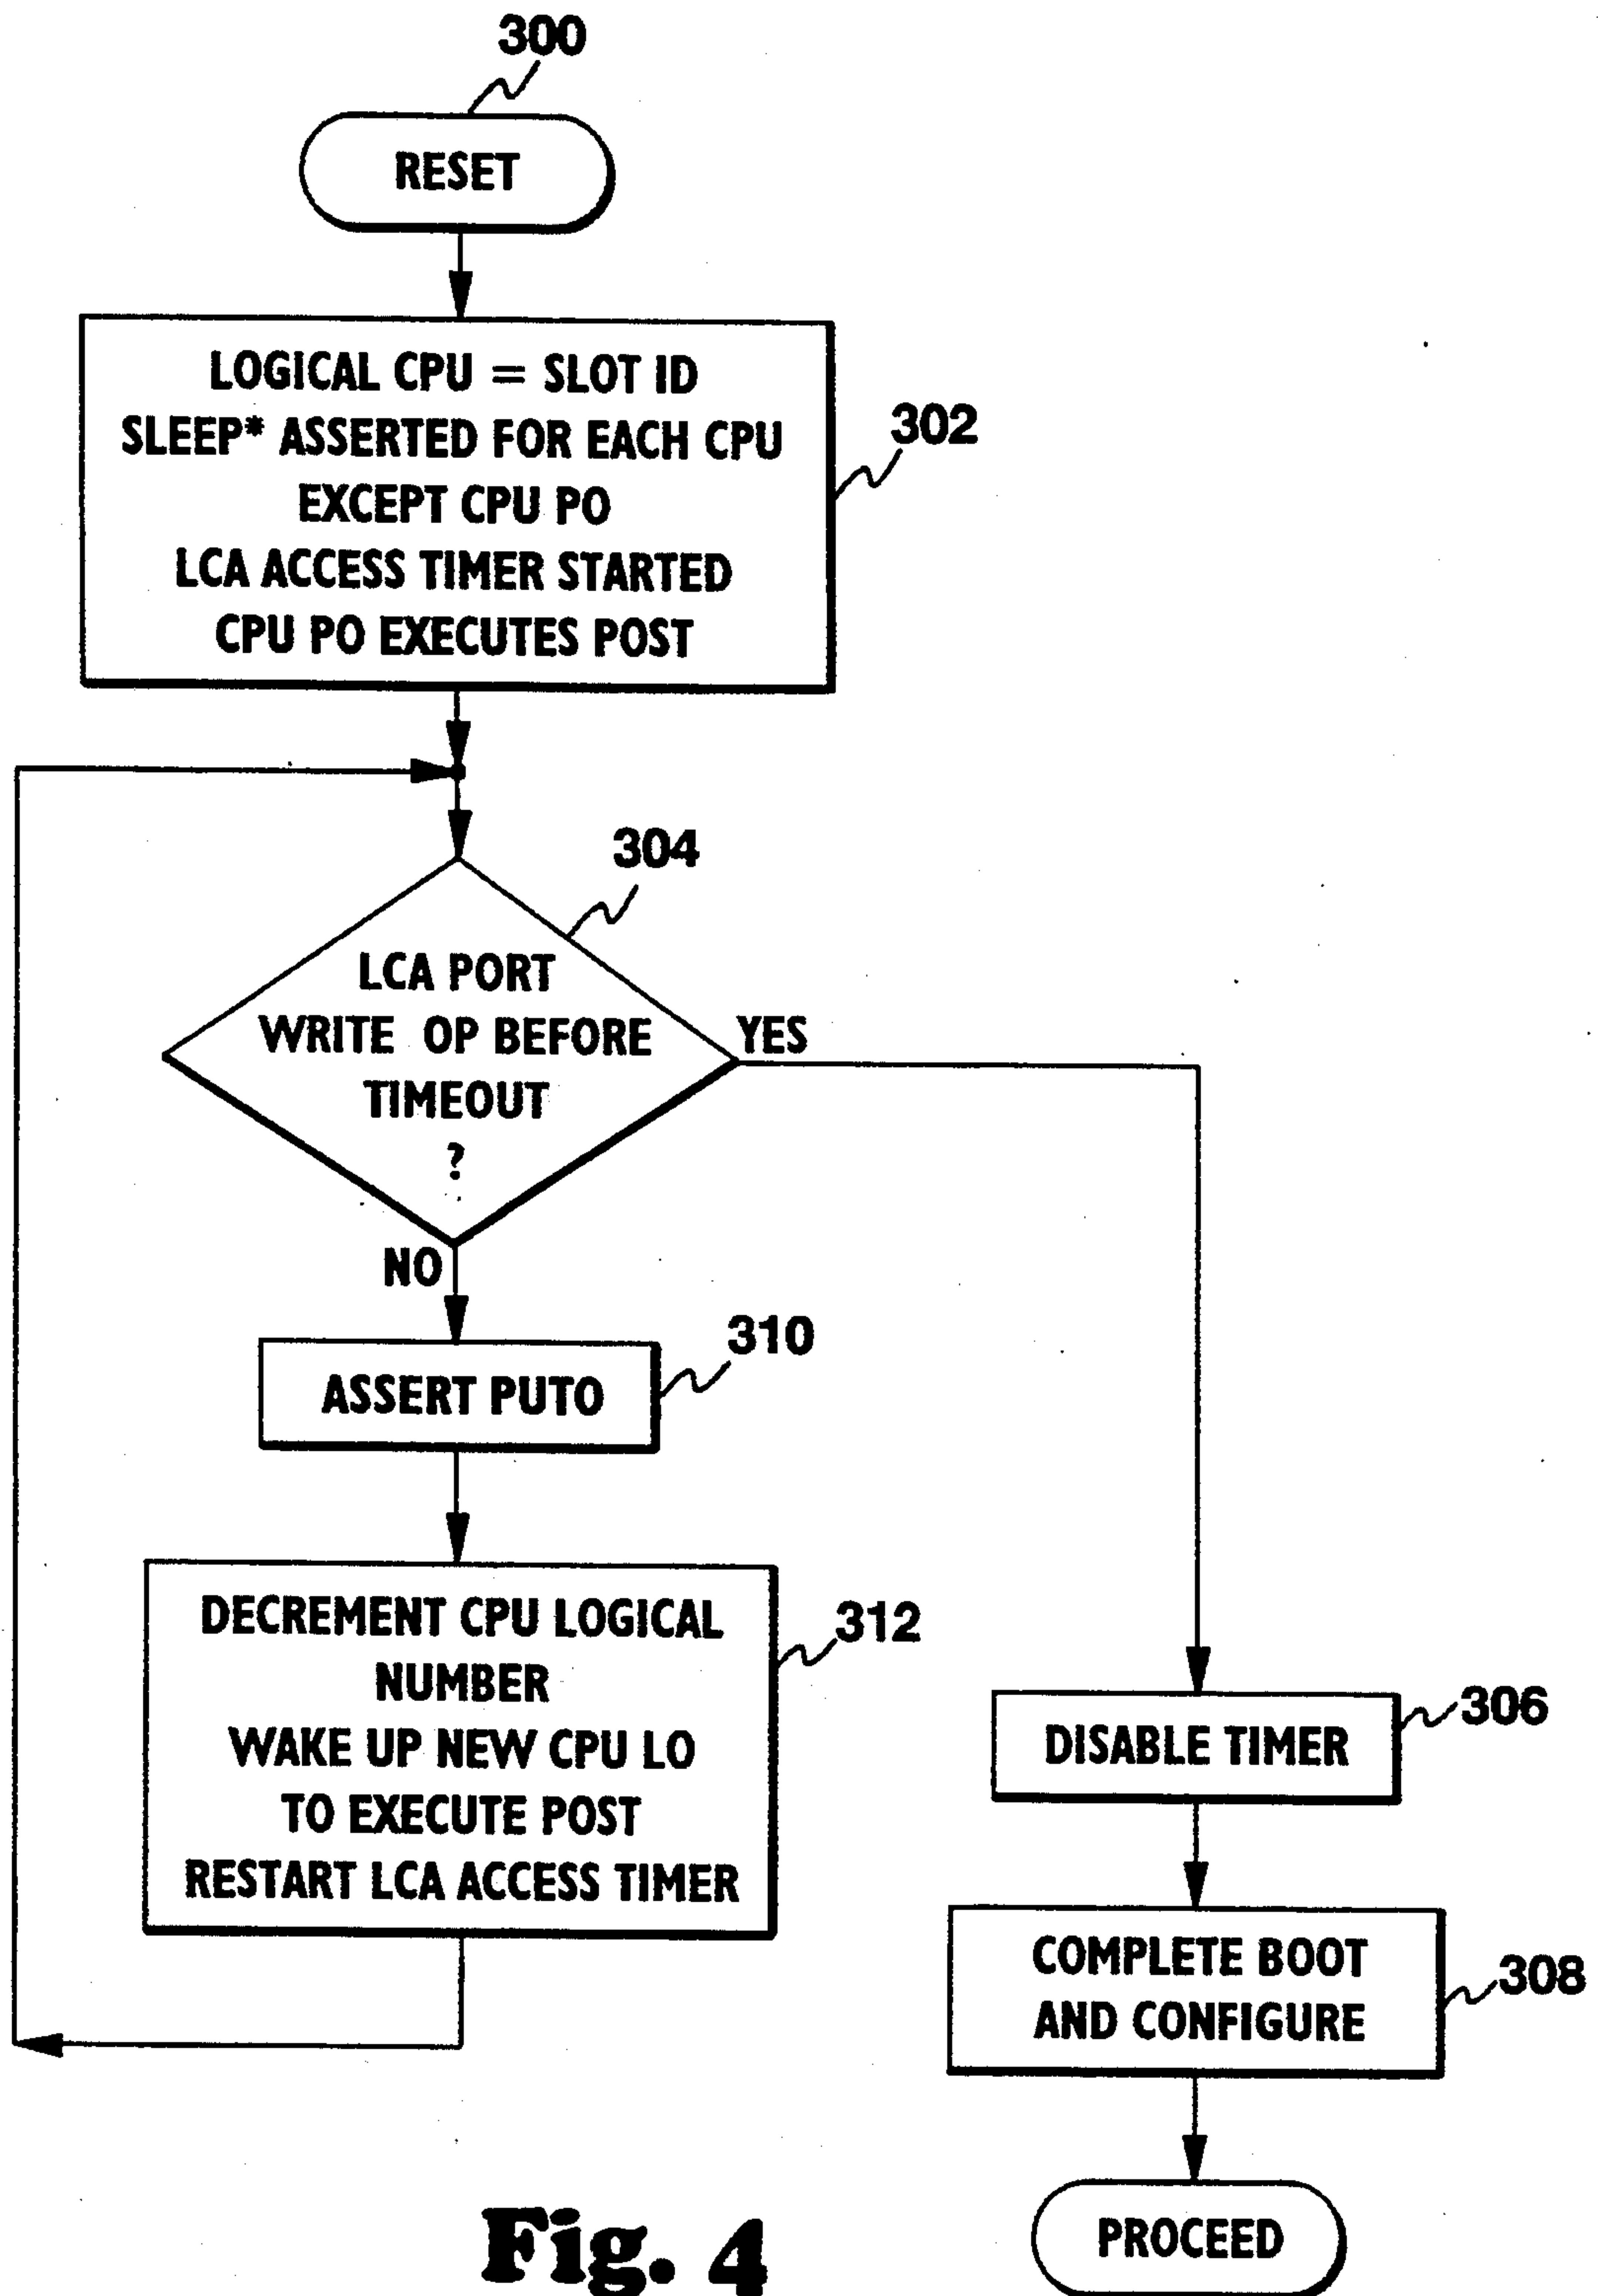 300
RESET
LOGICAL CPU = SLOT ID
SLEEP* ASSERTED FOR EACH CPU
EXCEPT CPU PO
LCA ACCESS TIMER STARTED
CPU PO EXECUTES POST
302
304
LCA PORT
WRITE OP BEFORE
TIMEOUT
?
YES
NO
310
ASSERT PUTO
DECREMENT CPU LOGICAL
NUMBER
WAKE UP NEW CPU LO
TO EXECUTE POST
RESTART LCA ACCESS TIMER
312
306
DISABLE TIMER
COMPLETE BOOT
AND CONFIGURE
308
PROCEED
Fig. 4